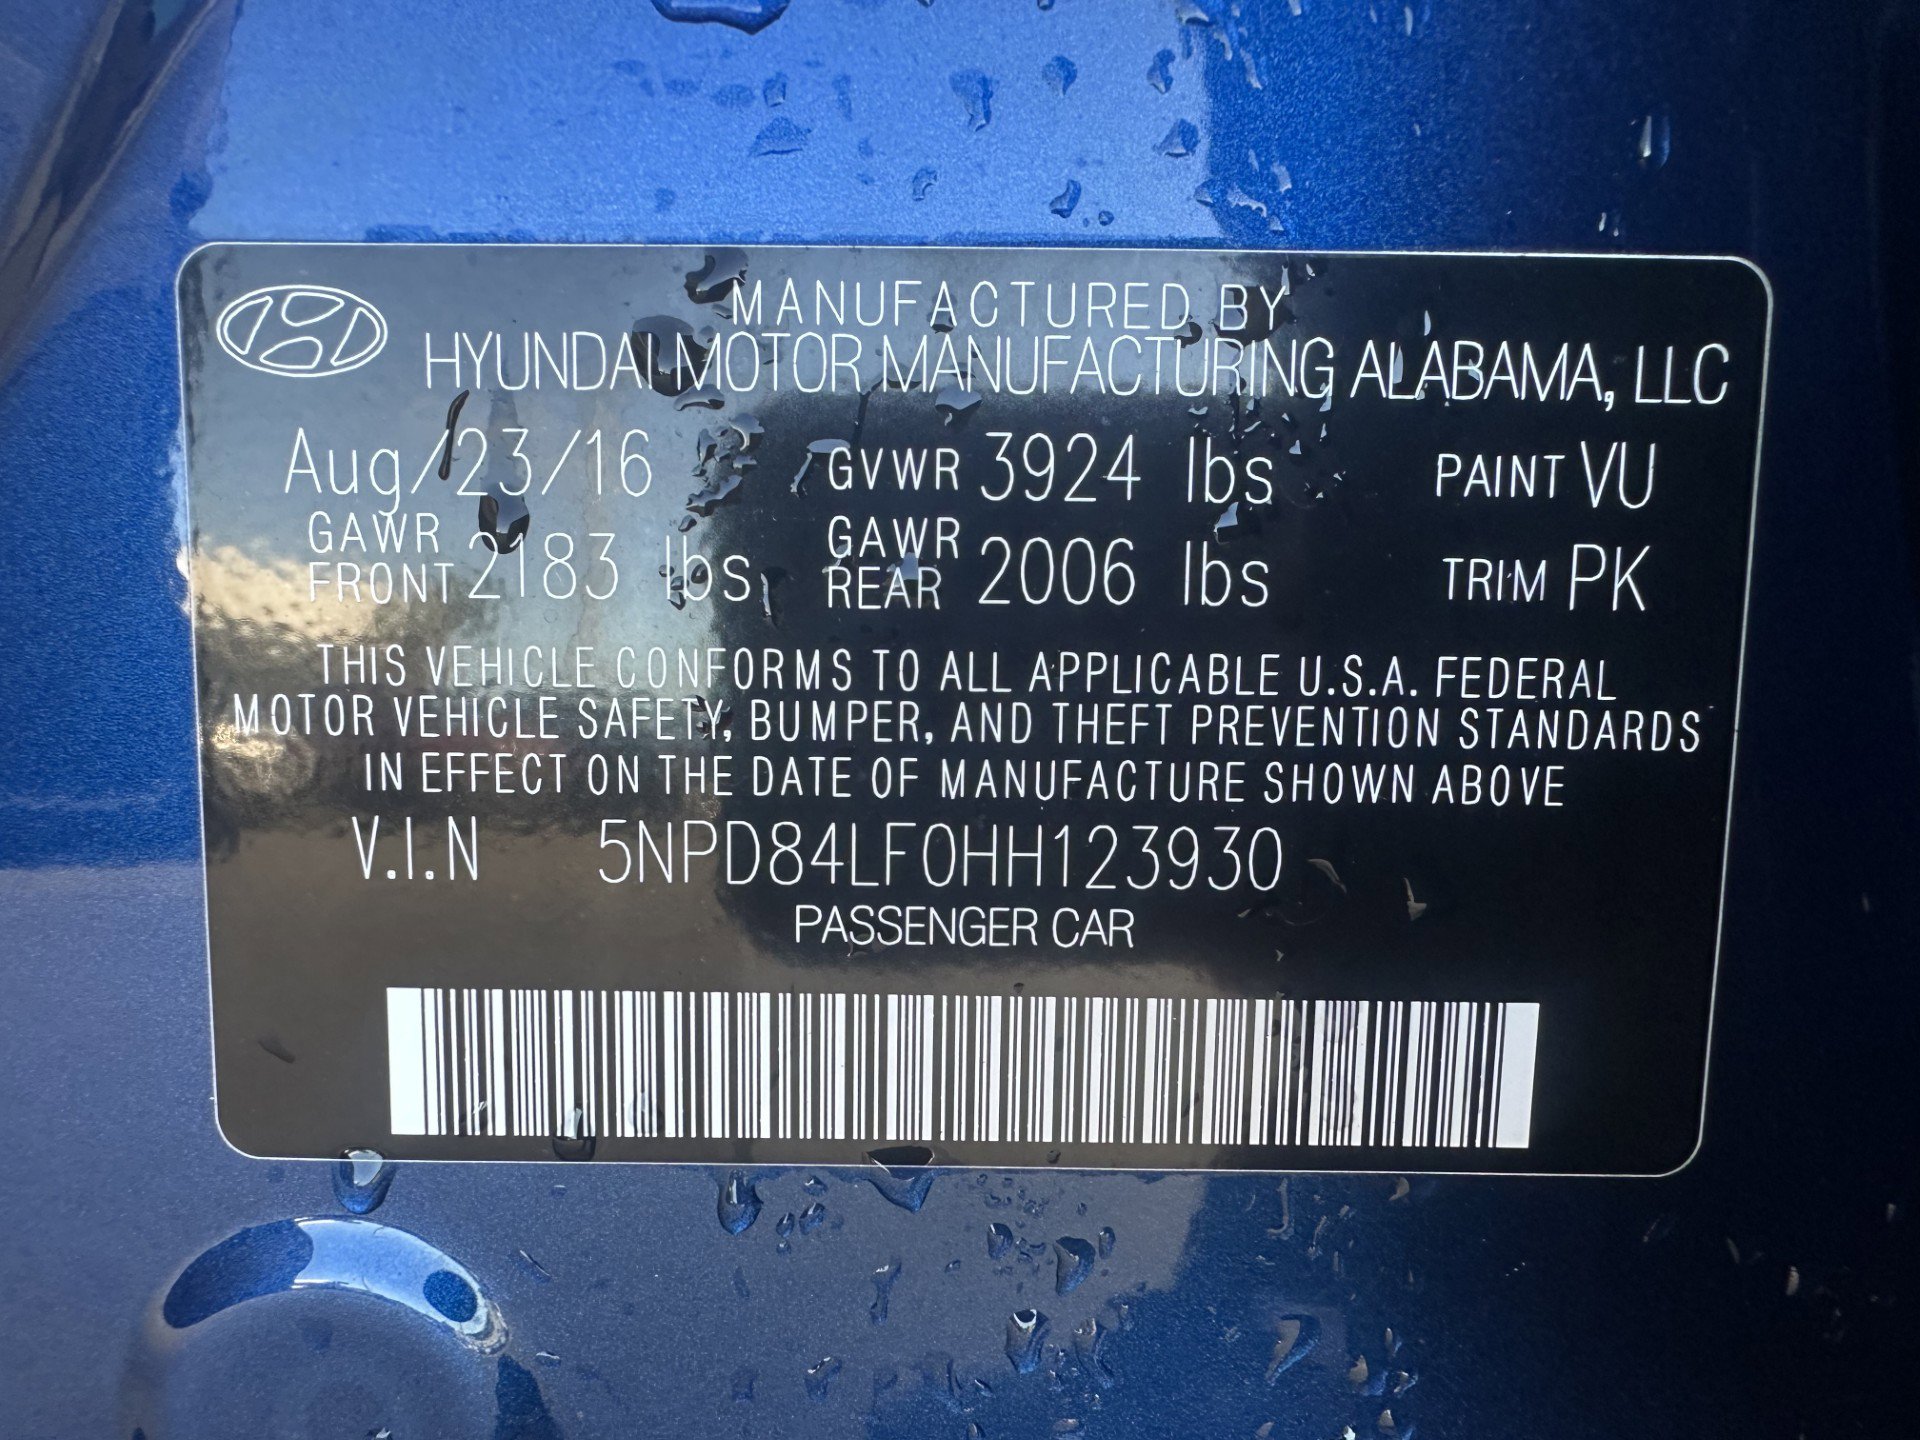 MANUFACTURED BY
HYUNDAI MOTOR MANUFACTURING ALABAMA, LLC
Aug/23/16 GVWR 3924 lbs PAINT VU
GAWR FRONT 2183 lbs GAWR REAR 2006 lbs TRIM PK
THIS VEHICLE CONFORMS TO ALL APPLICABLE U.S.A. FEDERAL
MOTOR VEHICLE SAFETY, BUMPER, AND THEFT PREVENTION STANDARDS
IN EFFECT ON THE DATE OF MANUFACTURE SHOWN ABOVE
V.I.N 5NPD84LF0HH123930
PASSENGER CAR